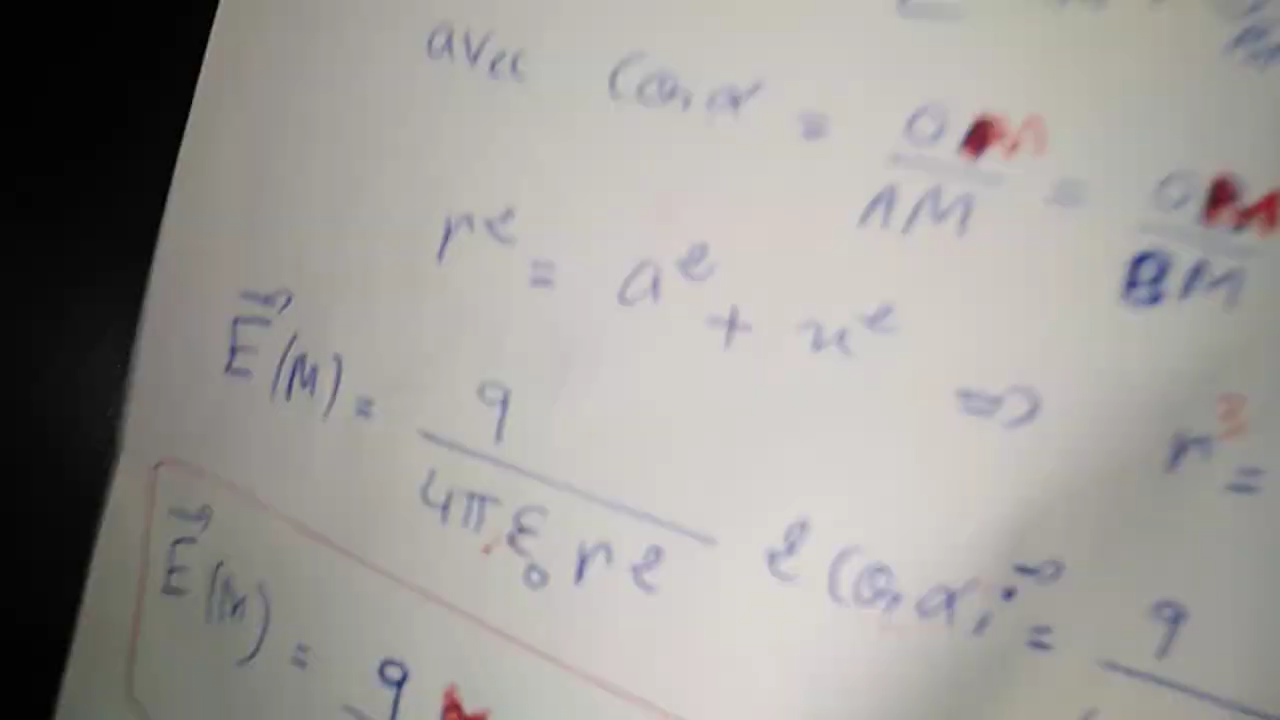 avec Cos α = OM/AM = OM/BM
r² = a² + x² ⇒ r³ =
E⃗(M) = q/(4πε₀r²) 2 Cos α i⃗ = q
E⃗(M) = q